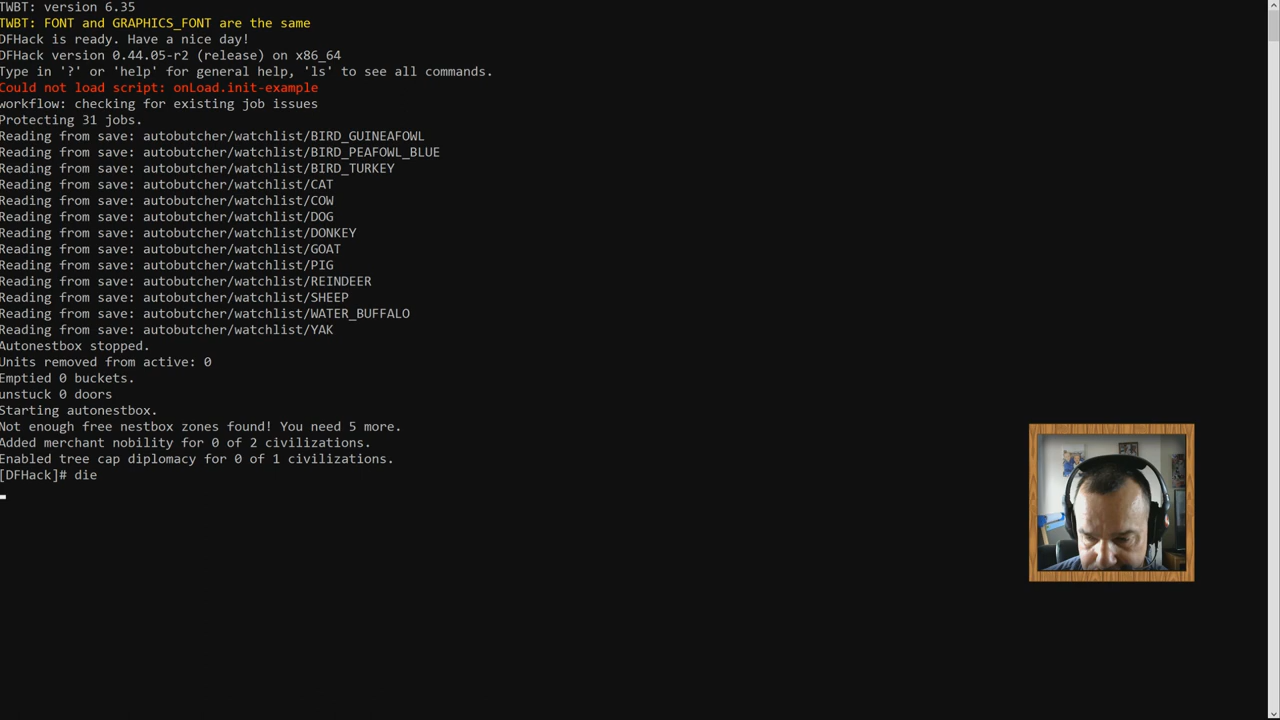 TWBT: version 6.35
TWBT: FONT and GRAPHICS_FONT are the same
DFHack is ready. Have a nice day!
DFHack version 0.44.05-r2 (release) on x86_64
Type in '?' or 'help' for general help, 'ls' to see all commands.
Could not load script: onLoad.init-example
workflow: checking for existing job issues
Protecting 31 jobs.
Reading from save: autobutcher/watchlist/BIRD_GUINEAFOWL
Reading from save: autobutcher/watchlist/BIRD_PEAFOWL_BLUE
Reading from save: autobutcher/watchlist/BIRD_TURKEY
Reading from save: autobutcher/watchlist/CAT
Reading from save: autobutcher/watchlist/COW
Reading from save: autobutcher/watchlist/DOG
Reading from save: autobutcher/watchlist/DONKEY
Reading from save: autobutcher/watchlist/GOAT
Reading from save: autobutcher/watchlist/PIG
Reading from save: autobutcher/watchlist/REINDEER
Reading from save: autobutcher/watchlist/SHEEP
Reading from save: autobutcher/watchlist/WATER_BUFFALO
Reading from save: autobutcher/watchlist/YAK
Autonestbox stopped.
Units removed from active: 0
Emptied 0 buckets.
unstuck 0 doors
Starting autonestbox.
Not enough free nestbox zones found! You need 5 more.
Added merchant nobility for 0 of 2 civilizations.
Enabled tree cap diplomacy for 0 of 1 civilizations.
[DFHack]# die